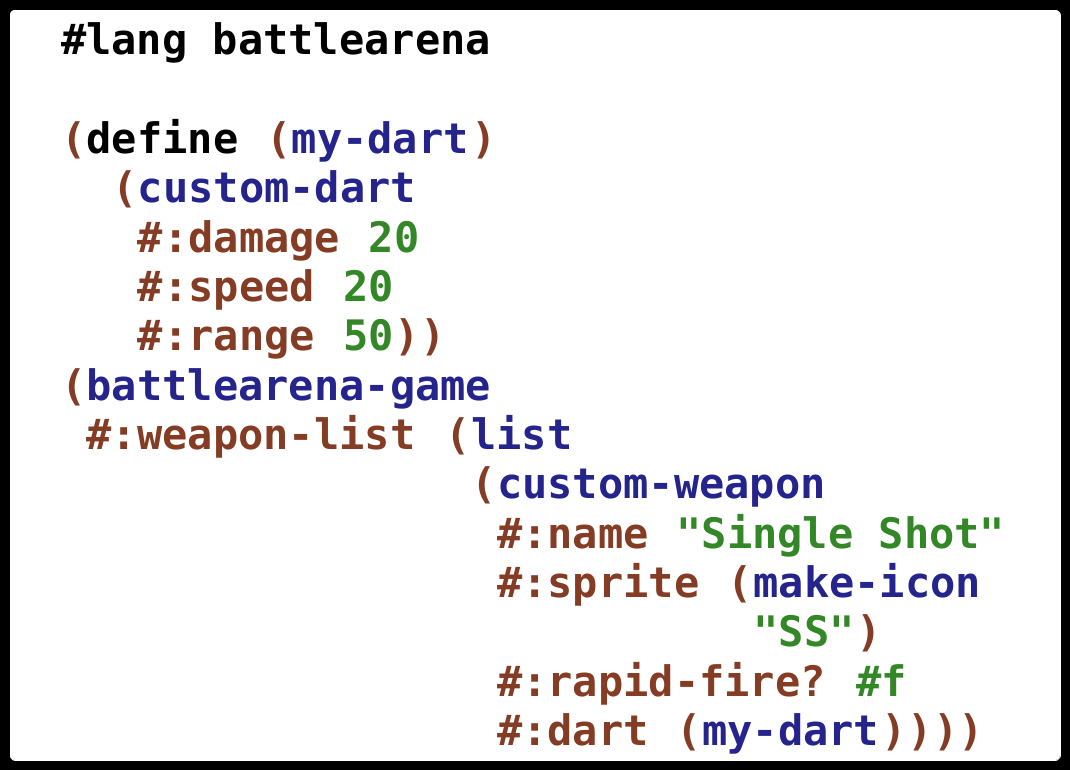 #lang battlearena
(define (my-dart)
(custom-dart
#:damage 20
#:speed 20
#:range 50))
(battlearena-game
#:weapon-list (list
(custom-weapon
#:name "Single Shot"
#:sprite (make-icon
"SS")
#:rapid-fire? #f
#:dart (my-dart))))